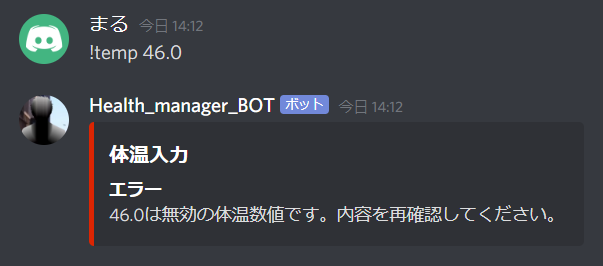 まる 今日 14:12
!temp 46.0
Health_manager_BOT ボット 今日 14:12
体温入力
エラー
46.0は無効の体温数値です。内容を再確認してください。